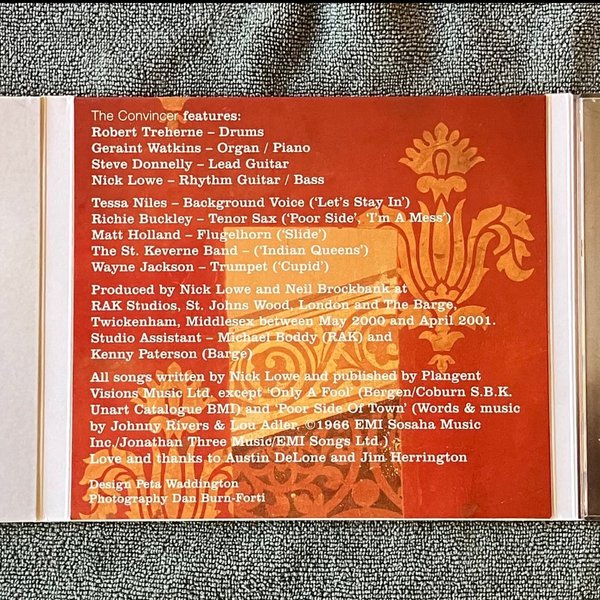 The Convincer features:
Robert Treherne – Drums
Geraint Watkins – Organ / Piano
Steve Donnelly – Lead Guitar
Nick Lowe – Rhythm Guitar / Bass
Tessa Niles – Background Voice (‘Let's Stay In’)
Richie Buckley – Tenor Sax (‘Poor Side’, ‘I'm A Mess’)
Matt Holland – Flugelhorn (‘Slide’)
The St. Keverne Band – (‘Indian Queens’)
Wayne Jackson – Trumpet (‘Cupid’)
Produced by Nick Lowe and Neil Brockbank at
RAK Studios, St. Johns Wood, London and The Barge,
Twickenham, Middlesex between May 2000 and April 2001.
Studio Assistant – Michael Boddy (RAK) and
Kenny Paterson (Barge)
All songs written by Nick Lowe and published by Plangent
Visions Music Ltd. except ‘Only A Fool’ (Bergen/Coburn S.B.K.
Unart Catalogue BMI) and ‘Poor Side Of Town’ (Words & music
by Johnny Rivers & Lou Adler, ©1966 EMI Sosaha Music
Inc./Jonathan Three Music/EMI Songs Ltd.)
Love and thanks to Austin DeLone and Jim Herrington
Design Peta Waddington
Photography Dan Burn-Forti